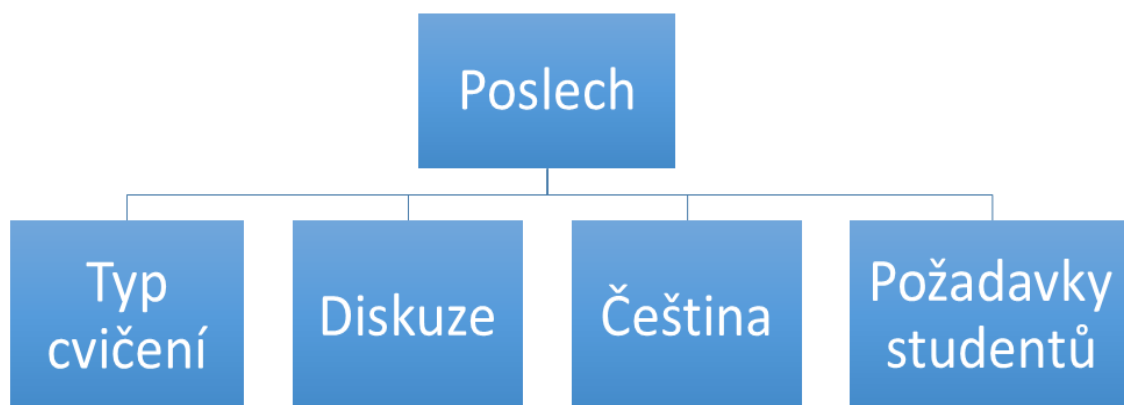 Poslech
Typ
cvičení
Diskuze
Čeština
Požadavky
studentů